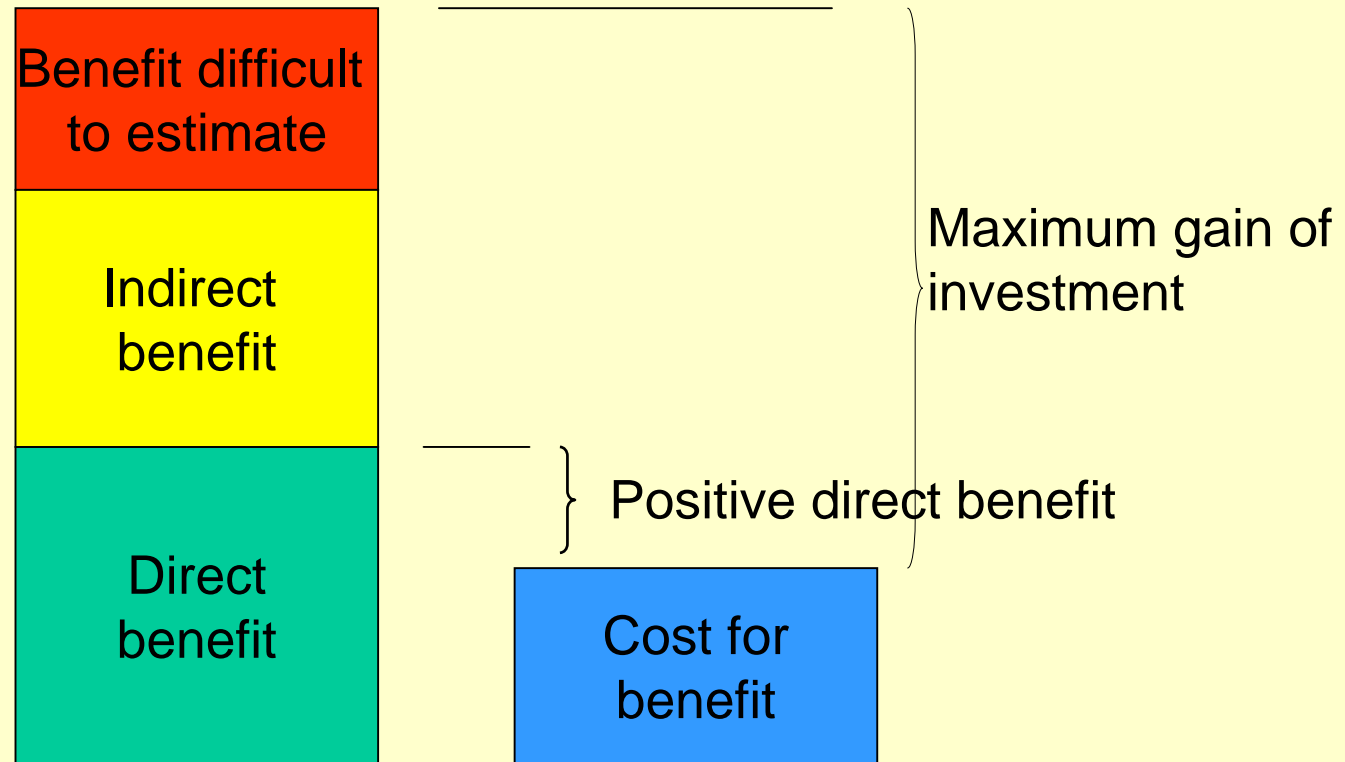 Benefit difficult
to estimate
Indirect
benefit
Maximum gain of
investment
Positive direct benefit
Direct
benefit
Cost for
benefit